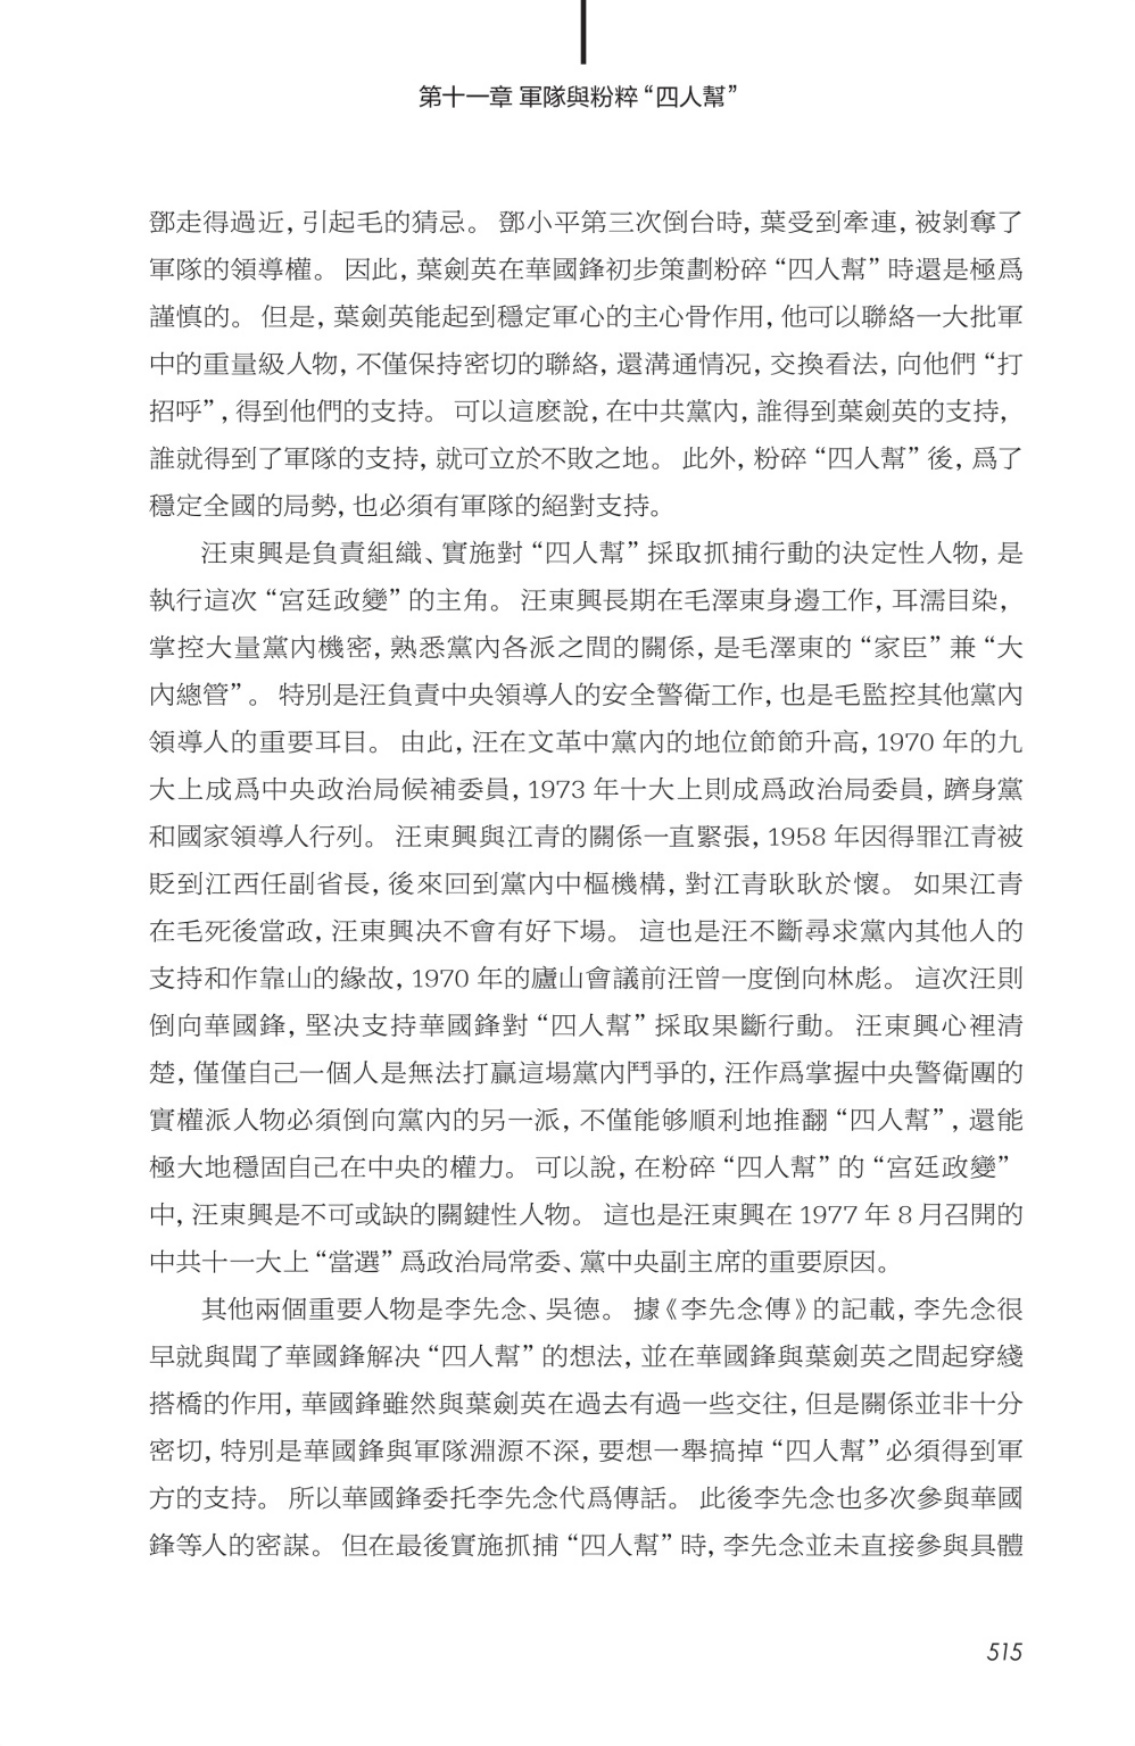 第十一章 軍隊與粉粹“四人幫”
鄧走得過近，引起毛的猜忌。 鄧小平第三次倒台時，葉受到牽連，被剝奪了
軍隊的領導權。 因此，葉劍英在華國鋒初步策劃粉碎“四人幫”時還是極爲
謹慎的。 但是，葉劍英能起到穩定軍心的主心骨作用，他可以聯絡一大批軍
中的重量級人物，不僅保持密切的聯絡，還溝通情况，交換看法，向他們“打
招呼”，得到他們的支持。 可以這麼說，在中共黨內，誰得到葉劍英的支持，
誰就得到了軍隊的支持，就可立於不敗之地。 此外，粉碎“四人幫”後，爲了
穩定全國的局勢，也必須有軍隊的絕對支持。
汪東興是負責組織、實施對“四人幫”採取抓捕行動的決定性人物，是
執行這次“宮廷政變”的主角。 汪東興長期在毛澤東身邊工作，耳濡目染，
掌控大量黨內機密，熟悉黨內各派之間的關係，是毛澤東的“家臣”兼“大
內總管”。 特別是汪負責中央領導人的安全警衛工作，也是毛監控其他黨內
領導人的重要耳目。 由此，汪在文革中黨內的地位節節升高，1970 年的九
大上成爲中央政治局候補委員，1973 年十大上則成爲政治局委員，躋身黨
和國家領導人行列。 汪東興與江青的關係一直緊張，1958 年因得罪江青被
貶到江西任副省長，後來回到黨內中樞機構，對江青耿耿於懷。 如果江青
在毛死後當政，汪東興决不會有好下場。 這也是汪不斷尋求黨內其他人的
支持和作靠山的緣故，1970 年的廬山會議前汪曾一度倒向林彪。 這次汪則
倒向華國鋒，堅决支持華國鋒對“四人幫”採取果斷行動。 汪東興心裡清
楚，僅僅自己一個人是無法打贏這場黨內鬥爭的，汪作爲掌握中央警衛團的
實權派人物必須倒向黨內的另一派，不僅能够順利地推翻“四人幫”，還能
極大地穩固自己在中央的權力。 可以說，在粉碎“四人幫”的“宮廷政變”
中，汪東興是不可或缺的關鍵性人物。 這也是汪東興在 1977 年 8 月召開的
中共十一大上“當選”爲政治局常委、黨中央副主席的重要原因。
其他兩個重要人物是李先念、吳德。 據《李先念傳》的記載，李先念很
早就與聞了華國鋒解决“四人幫”的想法，並在華國鋒與葉劍英之間起穿綫
搭橋的作用，華國鋒雖然與葉劍英在過去有過一些交往，但是關係並非十分
密切，特別是華國鋒與軍隊淵源不深，要想一舉搞掉“四人幫”必須得到軍
方的支持。 所以華國鋒委托李先念代爲傳話。 此後李先念也多次參與華國
鋒等人的密謀。 但在最後實施抓捕“四人幫”時，李先念並未直接參與具體
515